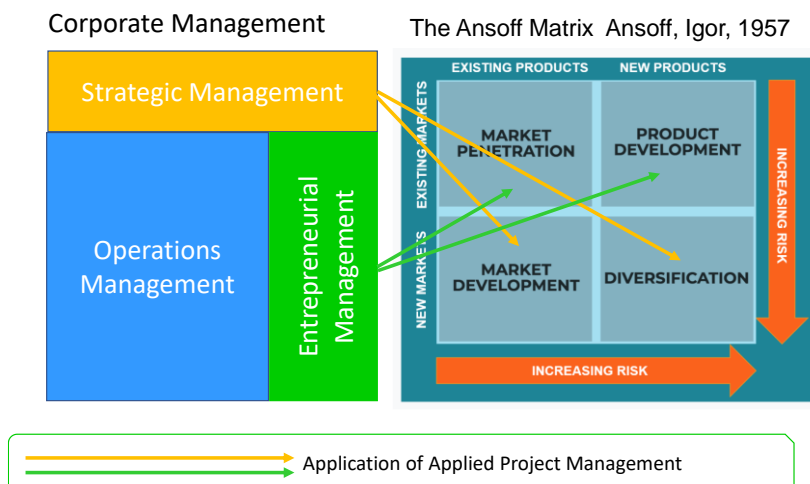 Corporate Management
The Ansoff Matrix Ansoff, Igor, 1957
Strategic Management
Operations
Management
Entrepreneurial
Management
EXISTING PRODUCTS
NEW PRODUCTS
EXISTING MARKETS
NEW MARKETS
MARKET
PENETRATION
PRODUCT
DEVELOPMENT
MARKET
DEVELOPMENT
DIVERSIFICATION
INCREASING RISK
INCREASING RISK
Application of Applied Project Management